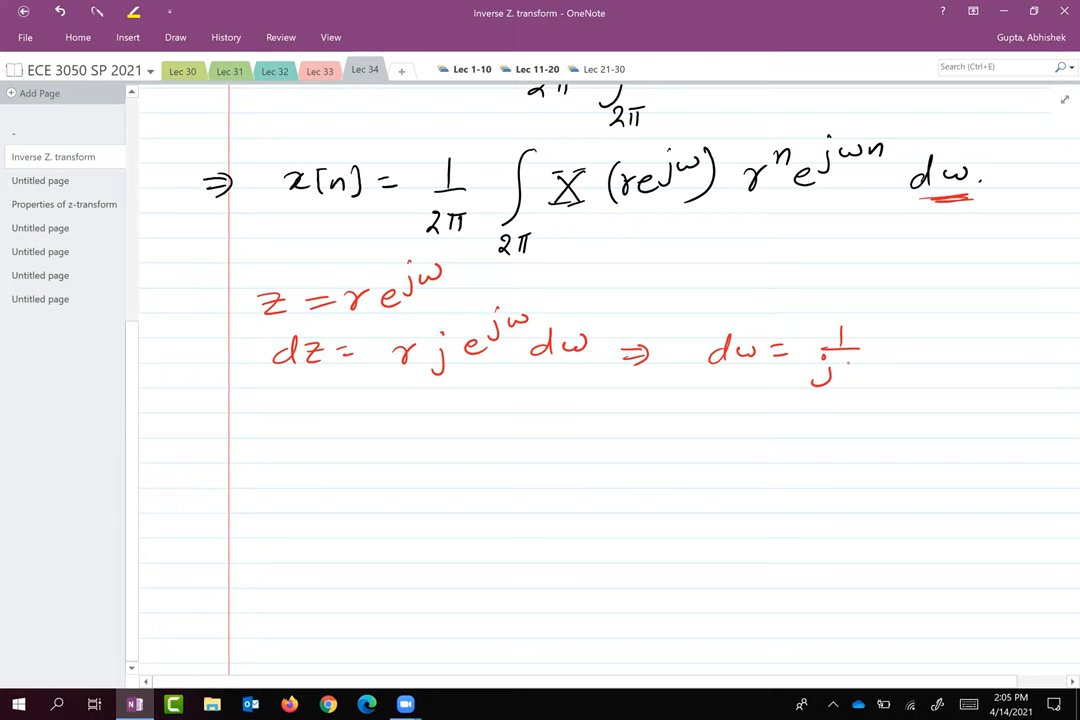 Inverse Z. transform - OneNote
?
File Home Insert Draw History Review View
Gupta, Abhishek
ECE 3050 SP 2021
Lec 30 Lec 31 Lec 32 Lec 33 Lec 34 + Lec 1-10 Lec 11-20 Lec 21-30
Search (Ctrl+E)
Add Page
-
Inverse Z. transform
Untitled page
Properties of z-transform
Untitled page
Untitled page
Untitled page
Untitled page
2π ∫ 2π
⇒ x[n] = 1/2π ∫_2π X (re^jω) r^n e^jωn dω.
z = r e^jω
dz = r j e^jω dω ⇒ dω = 1/j
2:05 PM
4/14/2021